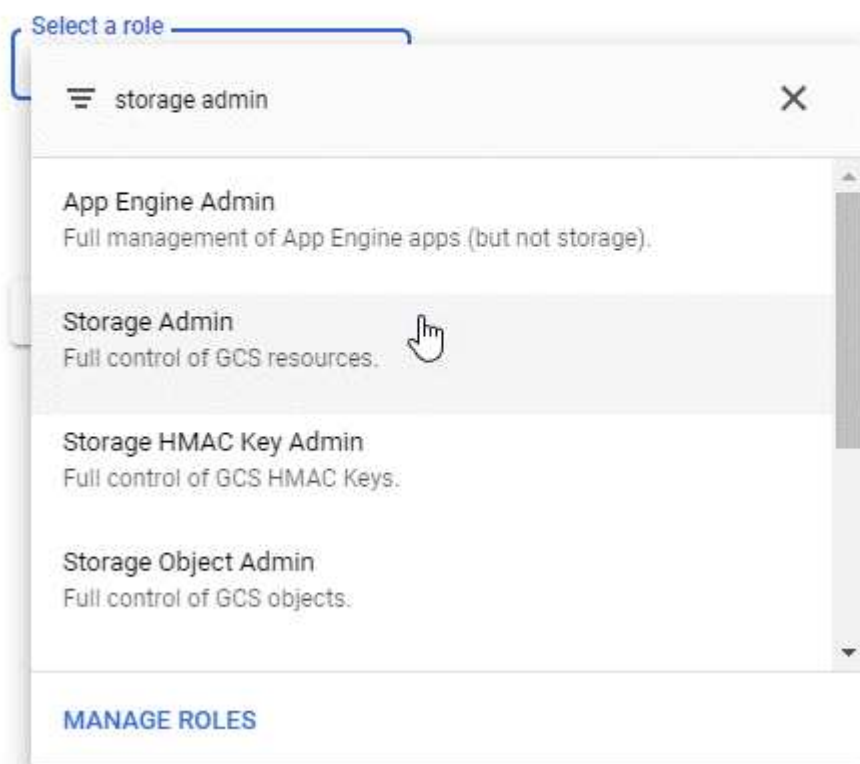 Select a role
storage admin
App Engine Admin
Full management of App Engine apps (but not storage).
Storage Admin
Full control of GCS resources.
Storage HMAC Key Admin
Full control of GCS HMAC Keys.
Storage Object Admin
Full control of GCS objects.
MANAGE ROLES